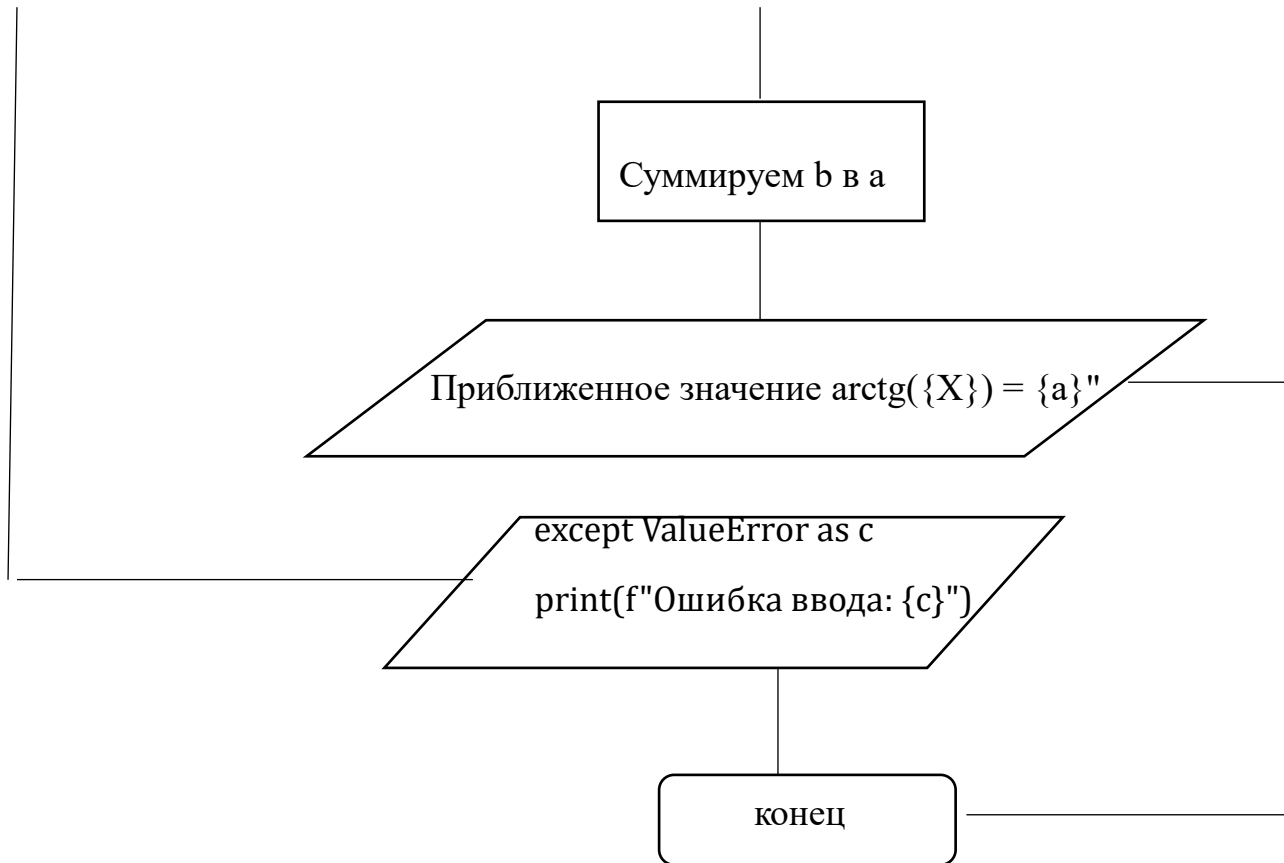 Суммируем b в a
Приближенное значение arctg({X}) = {a}"
except ValueError as c
print(f"Ошибка ввода: {c}")
конец